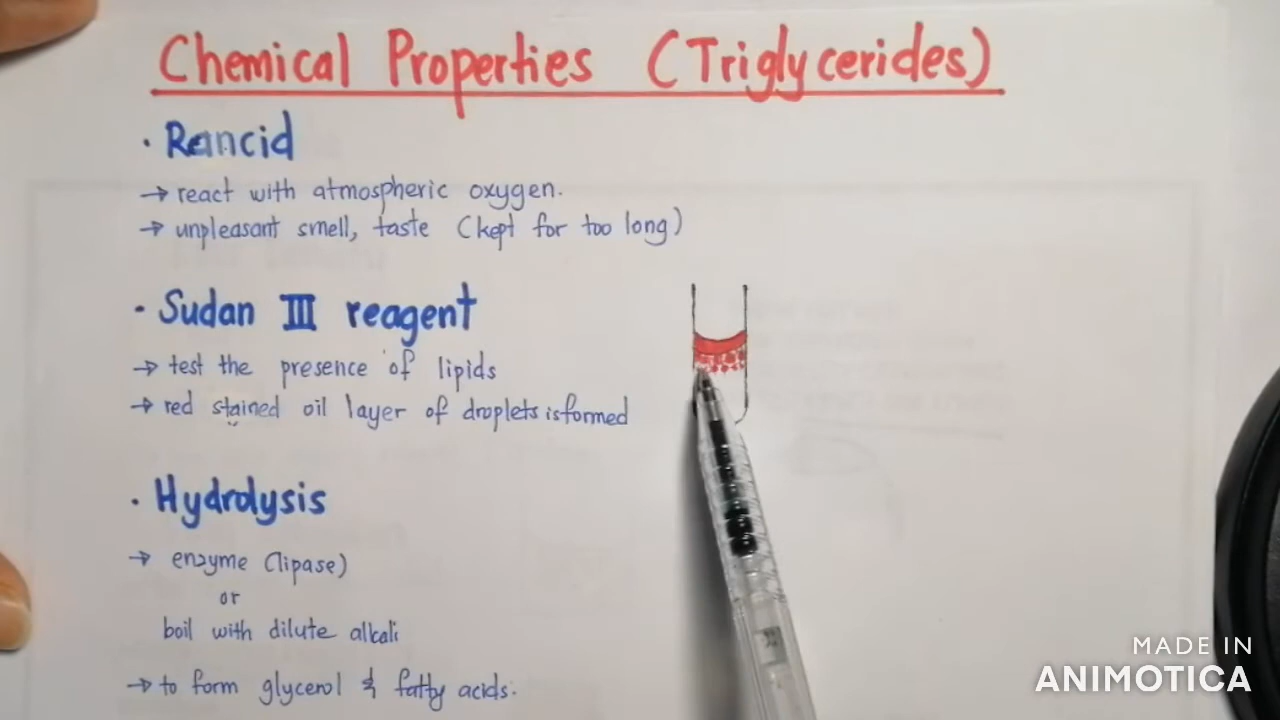 Chemical Properties (Triglycerides)
· Rancid
→ react with atmospheric oxygen.
→ unpleasant smell, taste (kept for too long)
· Sudan III reagent
→ test the presence of lipids
→ red stained oil layer of droplets is formed
· Hydrolysis
→ enzyme (lipase)
or
boil with dilute alkali
→ to form glycerol & fatty acids.
MADE IN
ANIMOTICA